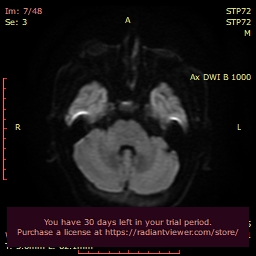 Im: 7/48
Se: 3
A
STP72
STP72
M
Ax DWI B 1000
R
L
You have 30 days left in your trial period.
Purchase a license at https://radiantviewer.com/store/